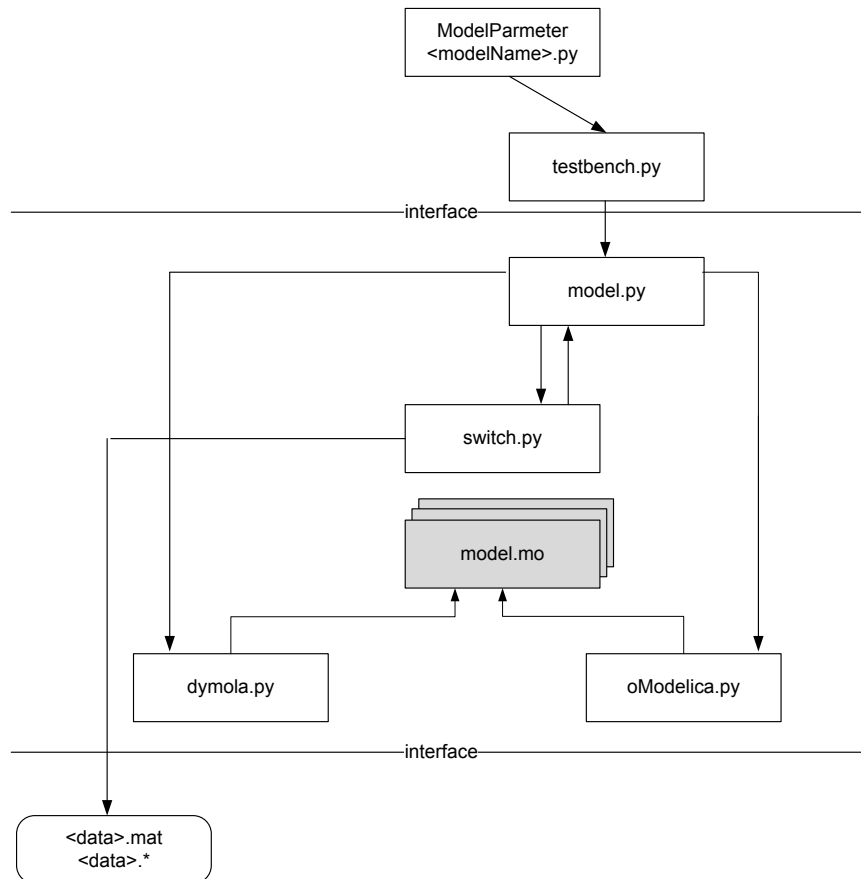 ModelParmeter
<modelName>.py
testbench.py
interface
model.py
switch.py
model.mo
dymola.py
oModelica.py
interface
<data>.mat
<data>.*